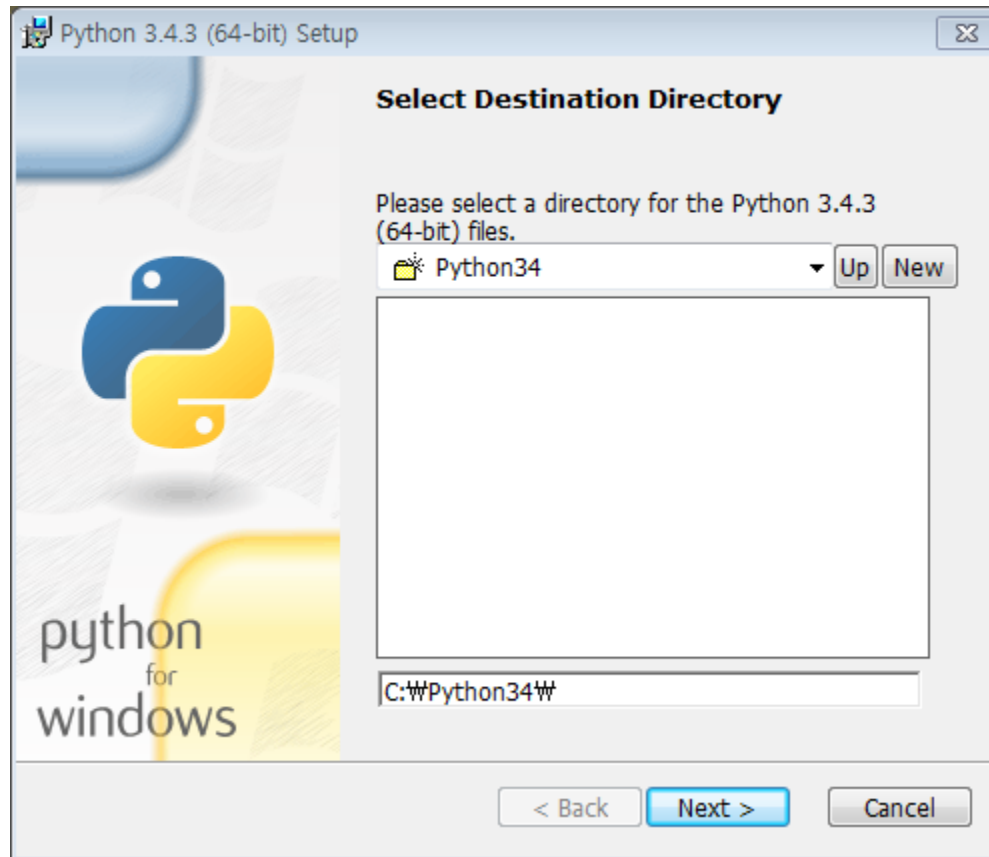 Python 3.4.3 (64-bit) Setup
Select Destination Directory
Please select a directory for the Python 3.4.3
(64-bit) files.
Python34
Up
New
C:₩Python34₩
python
for
windows
< Back
Next >
Cancel